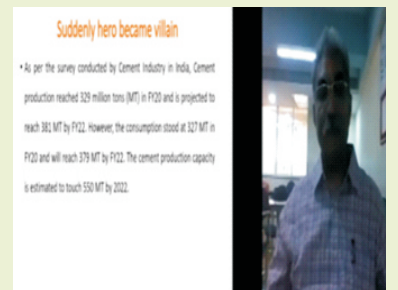 Suddenly hero became villain
• As per the survey conducted by Cement Industry in India, Cement
production reached 329 million tons (MT) in FY20 and is projected to
reach 381 MT by FY22. However, the consumption stood at 327 MT in
FY20 and will reach 379 MT by FY22. The cement production capacity
is estimated to touch 550 MT by 2022.